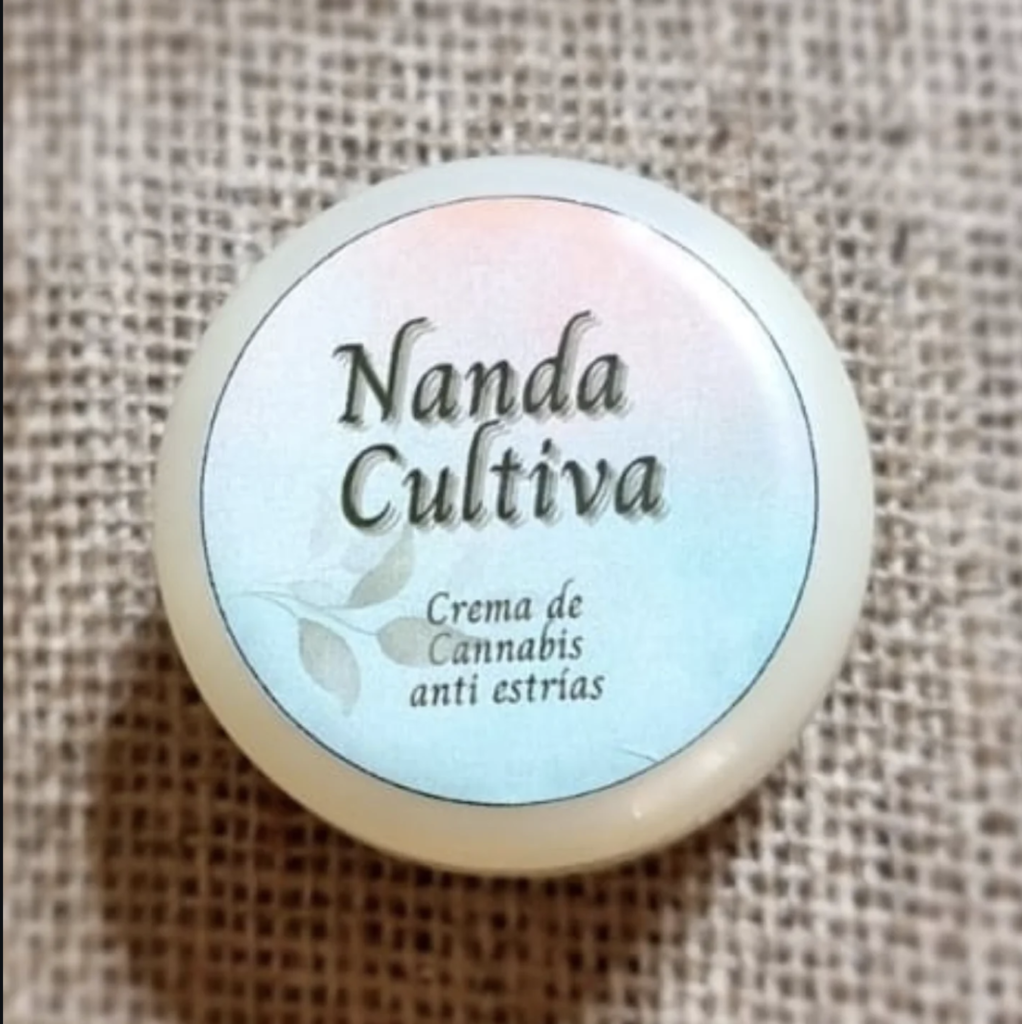 Nanda
Cultiva
Crema de
Cannabis
anti estrías